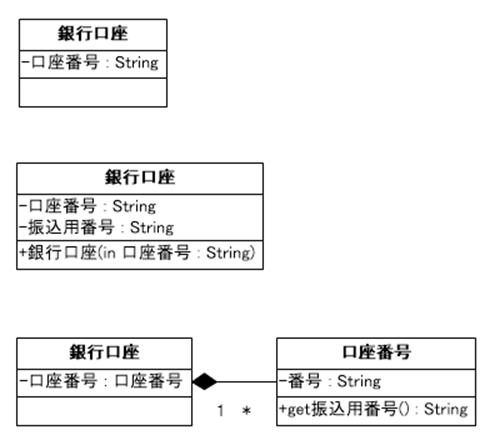 銀行口座
-口座番号 : String
銀行口座
-口座番号 : String
-振込用番号 : String
+銀行口座(in 口座番号 : String)
銀行口座
-口座番号 : 口座番号
口座番号
-番号 : String
+get振込用番号() : String
1 *